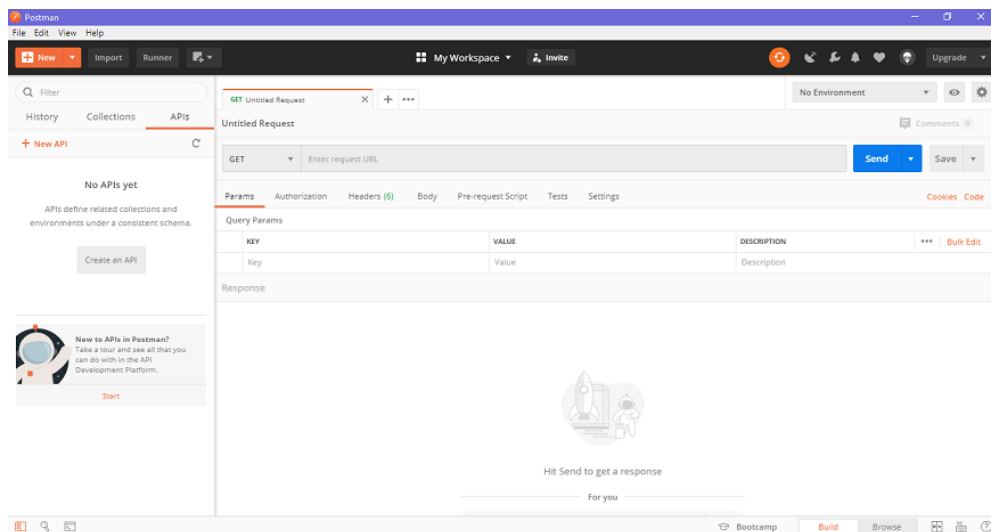 Postman
File Edit View Help
New Import Runner My Workspace Invite Upgrade
Filter
History Collections APIs
+ New API
No APIs yet
APIs define related collections and
environments under a consistent schema.
Create an API
New to APIs in Postman?
Take a tour and see all that you
can do with in the API
Development Platform.
Start
GET Untitled Request
No Environment
Untitled Request
Comments 0
GET Enter request URL Send Save
Params Authorization Headers (6) Body Pre-request Script Tests Settings Cookies Code
Query Params
KEY VALUE DESCRIPTION Bulk Edit
Key Value Description
Response
Hit Send to get a response
For you
Bootcamp Build Browse